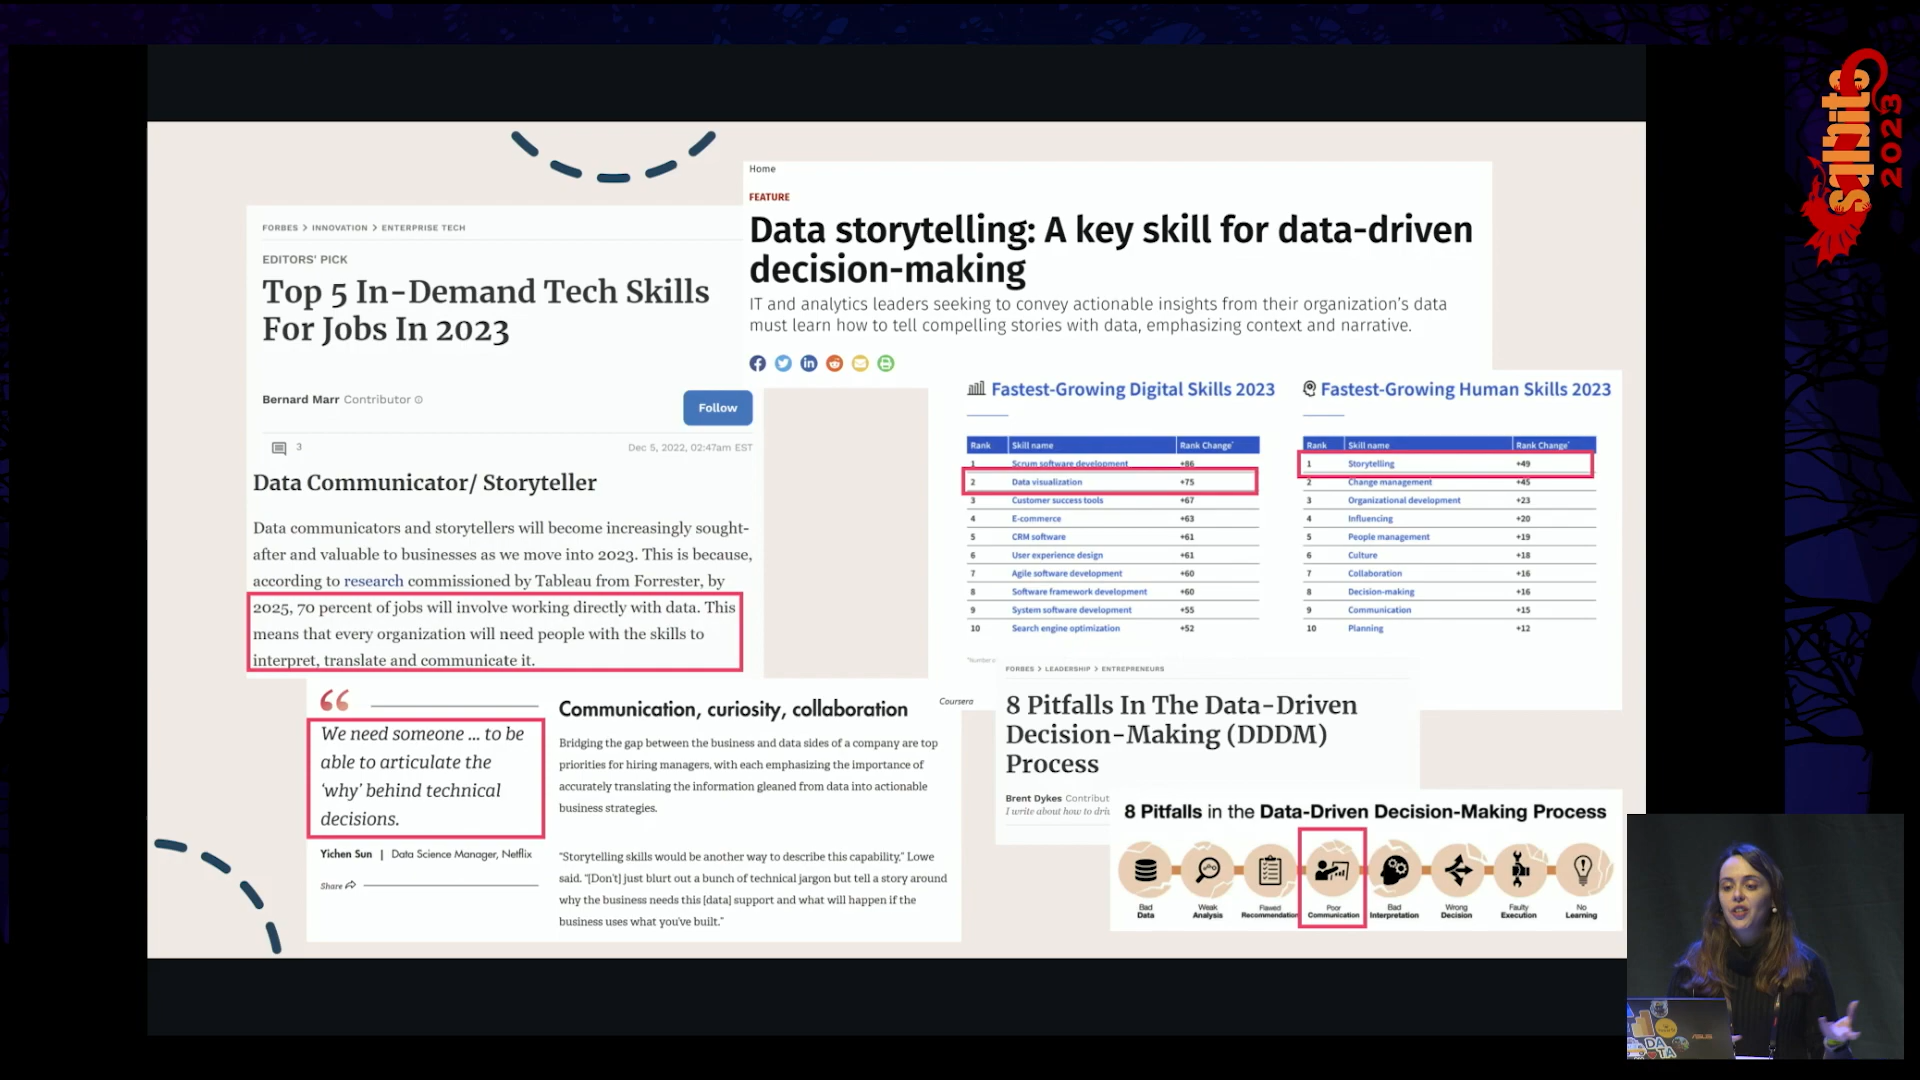 sqlbits
2023
FORBES > INNOVATION > ENTERPRISE TECH
EDITORS' PICK
Top 5 In-Demand Tech Skills
For Jobs In 2023
Bernard Marr Contributor
Follow
3
Dec 5, 2022, 02:47am EST
Data Communicator/ Storyteller
Data communicators and storytellers will become increasingly sought-
after and valuable to businesses as we move into 2023. This is because,
according to research commissioned by Tableau from Forrester, by
2025, 70 percent of jobs will involve working directly with data. This
means that every organization will need people with the skills to
interpret, translate and communicate it.
Home
FEATURE
Data storytelling: A key skill for data-driven
decision-making
IT and analytics leaders seeking to convey actionable insights from their organization's data
must learn how to tell compelling stories with data, emphasizing context and narrative.
Fastest-Growing Digital Skills 2023
Rank Skill name Rank Change*
1 Scrum software development +86
2 Data visualization +75
3 Customer success tools +67
4 E-commerce +63
5 CRM software +61
6 User experience design +61
7 Agile software development +60
8 Software framework development +60
9 System software development +55
10 Search engine optimization +52
*Number o
Fastest-Growing Human Skills 2023
Rank Skill name Rank Change*
1 Storytelling +49
2 Change management +45
3 Organizational development +23
4 Influencing +20
5 People management +19
6 Culture +18
7 Collaboration +16
8 Decision-making +16
9 Communication +15
10 Planning +12
Coursera
“
We need someone ... to be
able to articulate the
‘why’ behind technical
decisions.
Yichen Sun | Data Science Manager, Netflix
Share
Communication, curiosity, collaboration
Bridging the gap between the business and data sides of a company are top
priorities for hiring managers, with each emphasizing the importance of
accurately translating the information gleaned from data into actionable
business strategies.
"Storytelling skills would be another way to describe this capability," Lowe
said. "[Don't] just blurt out a bunch of technical jargon but tell a story around
why the business needs this [data] support and what will happen if the
business uses what you've built."
FORBES > LEADERSHIP > ENTREPRENEURS
8 Pitfalls In The Data-Driven
Decision-Making (DDDM)
Process
Brent Dykes Contribut
I write about how to driv
8 Pitfalls in the Data-Driven Decision-Making Process
Bad
Data
Weak
Analysis
Flawed
Recommendation
Poor
Communication
Bad
Interpretation
Wrong
Decision
Faulty
Execution
No
Learning
DATA
ASUS